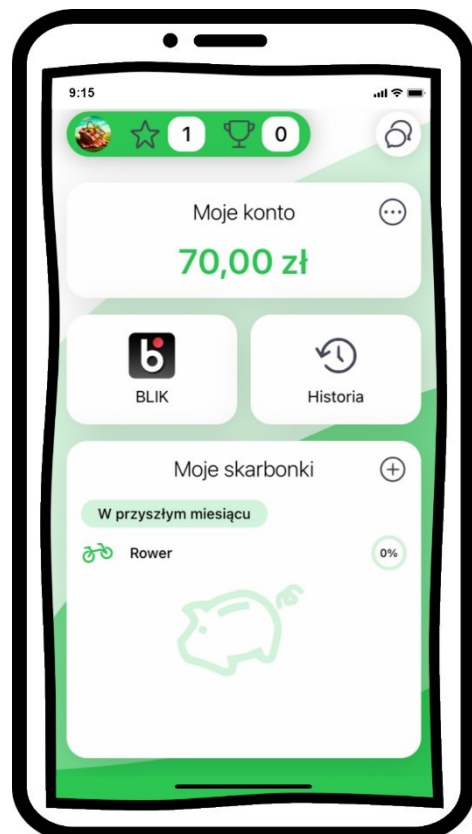 9:15
1 0
Moje konto
70,00 zł
BLIK Historia
Moje skarbonki
W przyszłym miesiącu
Rower 0%